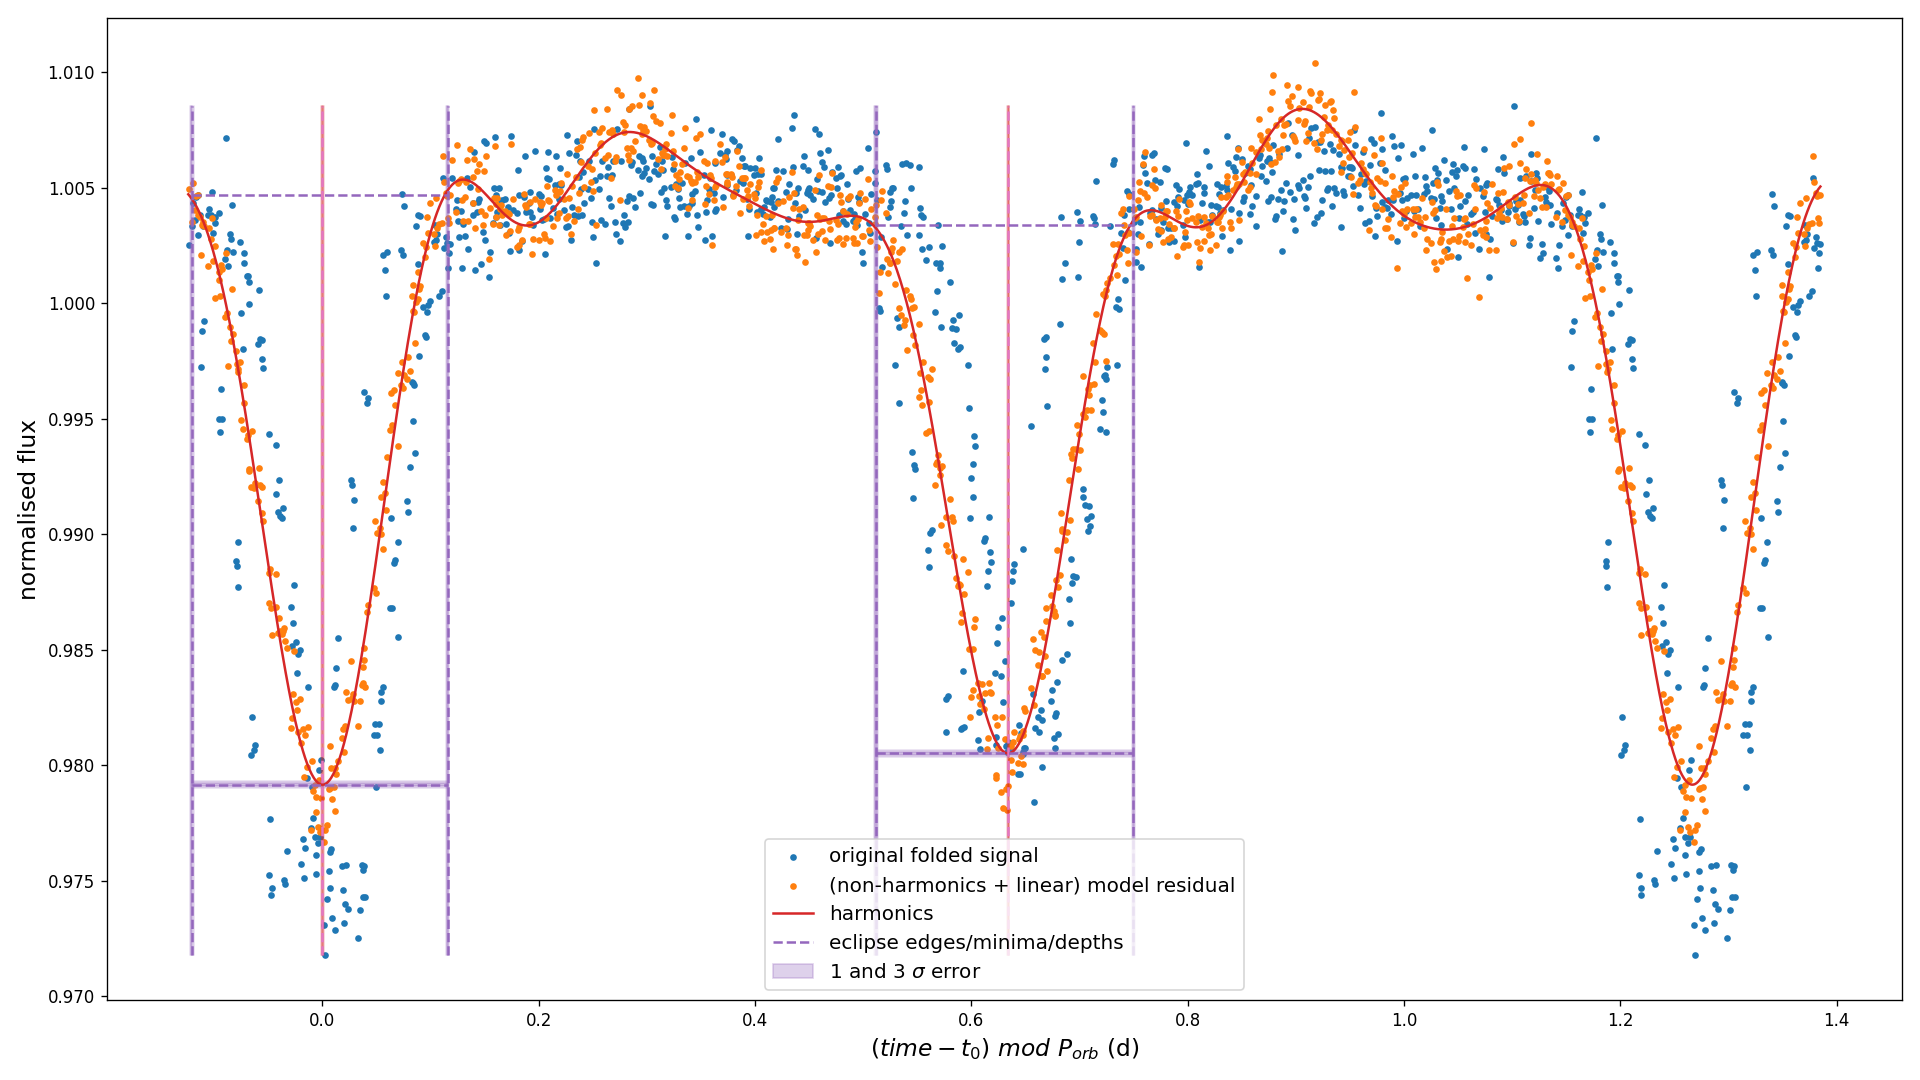 normalised flux
1.010
1.005
1.000
0.995
0.990
0.985
0.980
0.975
0.970
original folded signal
(non-harmonics + linear) model residual
harmonics
eclipse edges/minima/depths
1 and 3 σ error
0.0 0.2 0.4 0.6 0.8 1.0 1.2 1.4
(time − t₀) mod P_orb (d)